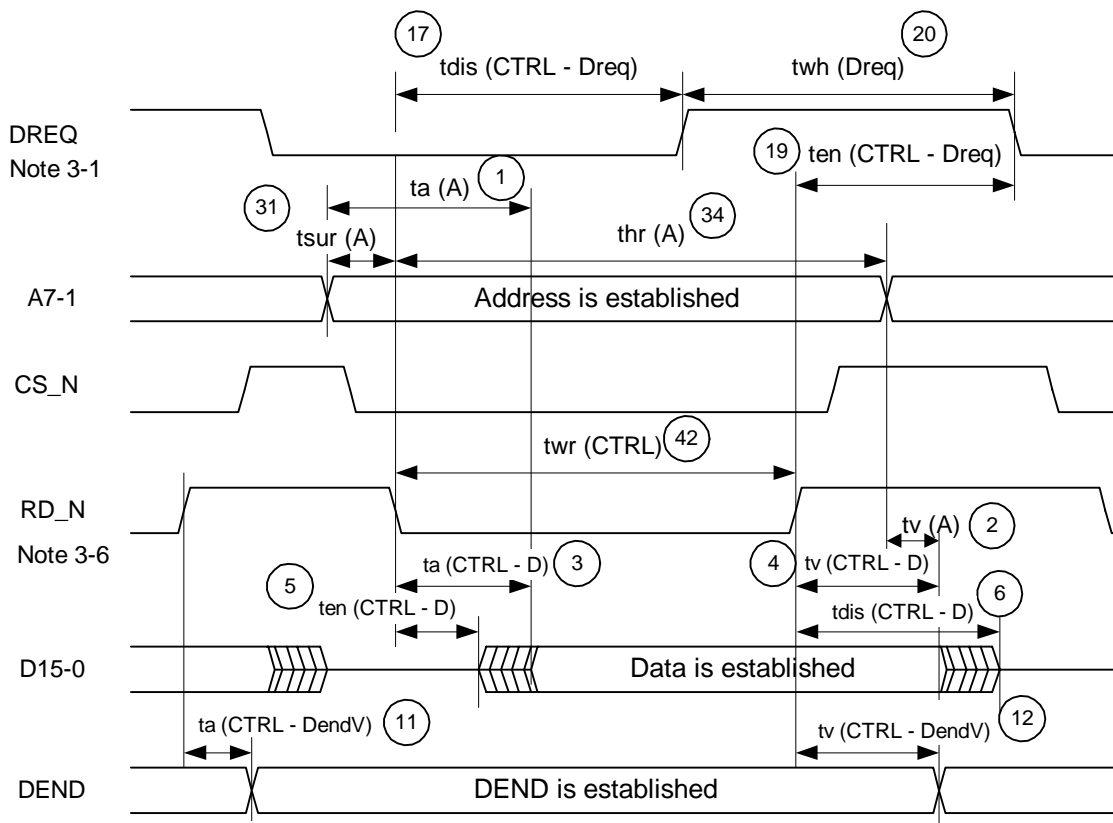 17
20
tdis (CTRL - Dreq)
twh (Dreq)
DREQ
Note 3-1
19
ten (CTRL - Dreq)
1
ta (A)
31
34
tsur (A)
thr (A)
A7-1
Address is established
CS_N
twr (CTRL)
42
RD_N
Note 3-6
tv (A)
2
ta (CTRL - D)
3
4
tv (CTRL - D)
5
ten (CTRL - D)
tdis (CTRL - D)
6
D15-0
Data is established
ta (CTRL - DendV)
11
tv (CTRL - DendV)
12
DEND
DEND is established